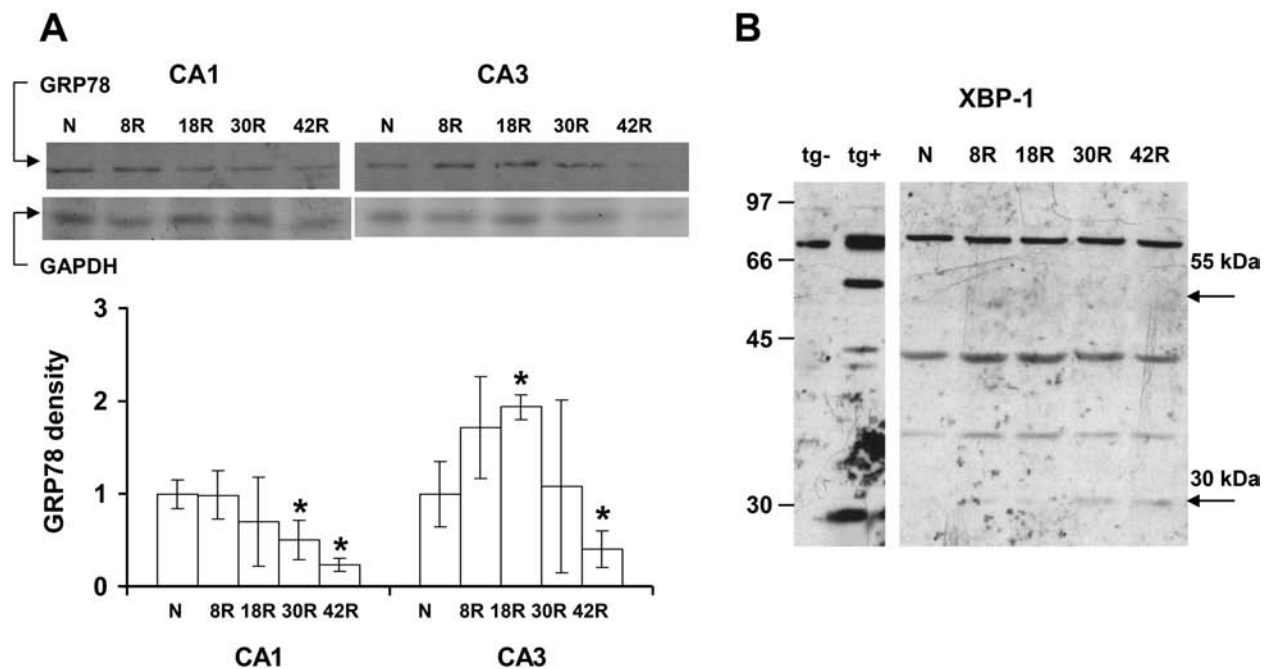 A
CA1
CA3
GRP78
N 8R 18R 30R 42R
N 8R 18R 30R 42R
GAPDH
GRP78 density
3
2
1
0
*
*
*
*
N 8R 18R 30R 42R
N 8R 18R 30R 42R
CA1
CA3
B
XBP-1
tg- tg+ N 8R 18R 30R 42R
97
66
45
30
55 kDa
30 kDa